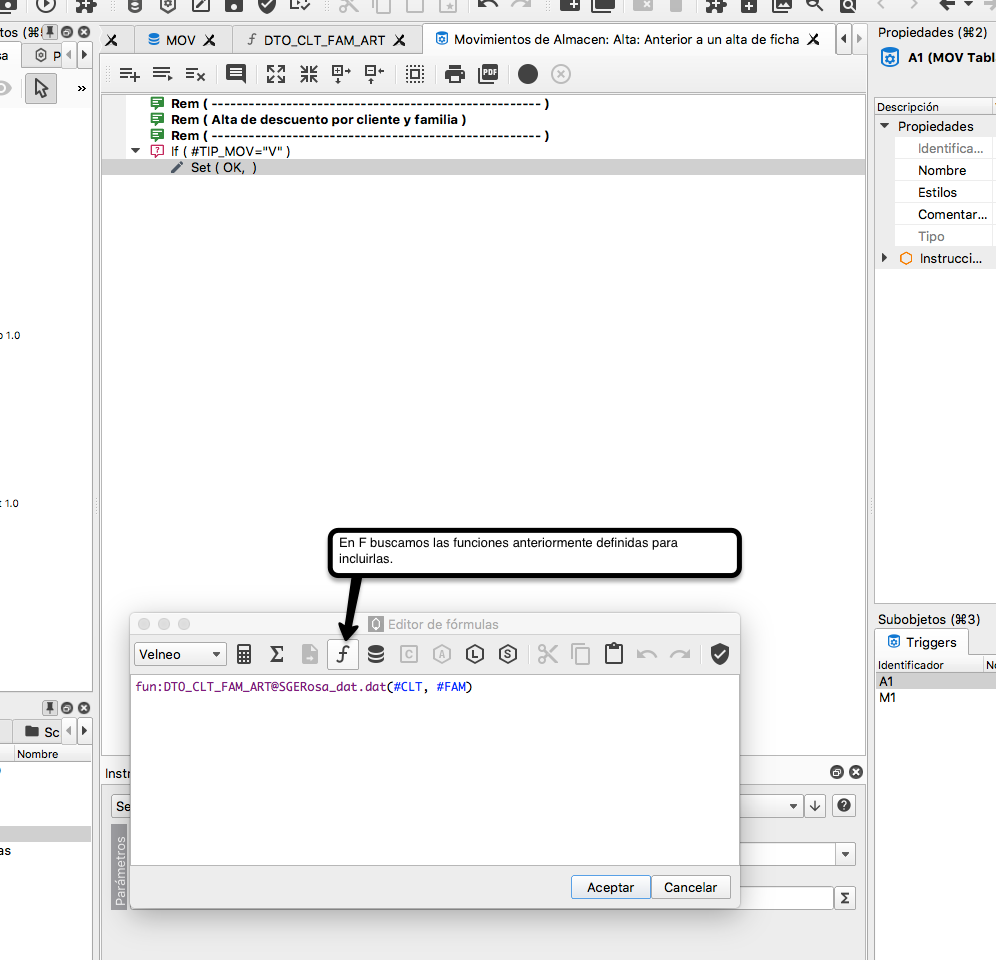 tos (⌘
Propiedades (⌘2)
sa
P
MOV
DTO_CLT_FAM_ART
Movimientos de Almacen: Alta: Anterior a un alta de ficha
A1 (MOV Tabl
»
PDF
Rem ( ----------------------------------------------------- )
Rem ( Alta de descuento por cliente y familia )
Rem ( ----------------------------------------------------- )
If ( #TIP_MOV="V" )
Set ( OK,  )
Descripción
Propiedades
Identifica...
Nombre
Estilos
Comentar...
Tipo
Instrucci...
o 1.0
t 1.0
En F buscamos las funciones anteriormente definidas para
incluirlas.
Editor de fórmulas
Velneo
Σ
f
C
A
L
S
fun:DTO_CLT_FAM_ART@SGERosa_dat.dat(#CLT, #FAM)
Aceptar
Cancelar
Subobjetos (⌘3)
Triggers
Identificador
No
A1
M1
Sc
Nombre
as
Instr
Se
Parámetros
Σ